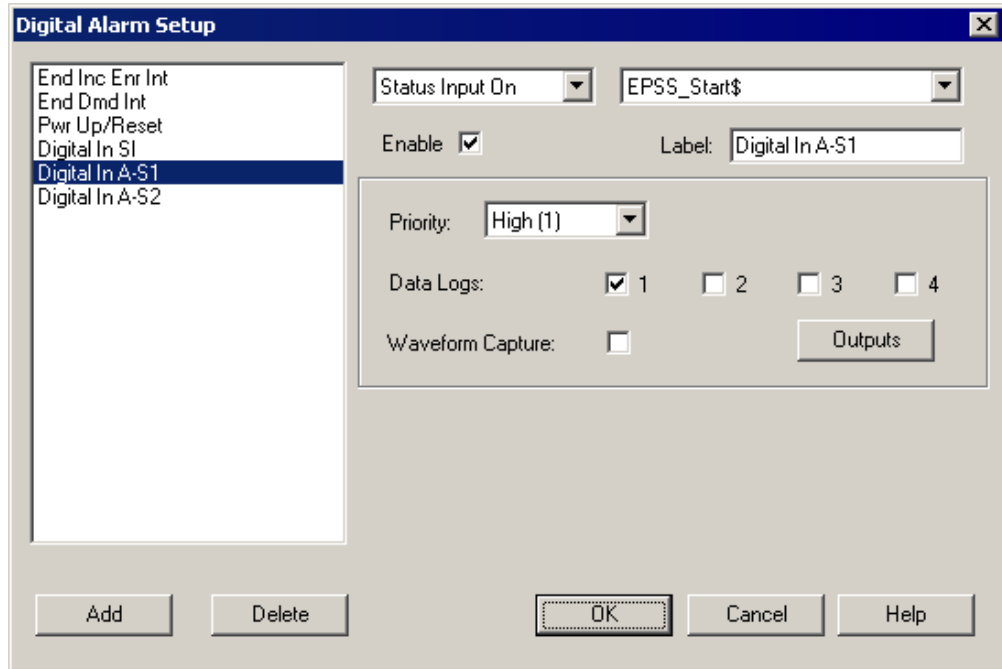 Digital Alarm Setup
End Inc Enr Int
End Dmd Int
Pwr Up/Reset
Digital In SI
Digital In A-S1
Digital In A-S2
Status Input On
EPSS_Start$
Enable
Label: Digital In A-S1
Priority: High (1)
Data Logs: 1 2 3 4
Waveform Capture:
Outputs
Add Delete OK Cancel Help